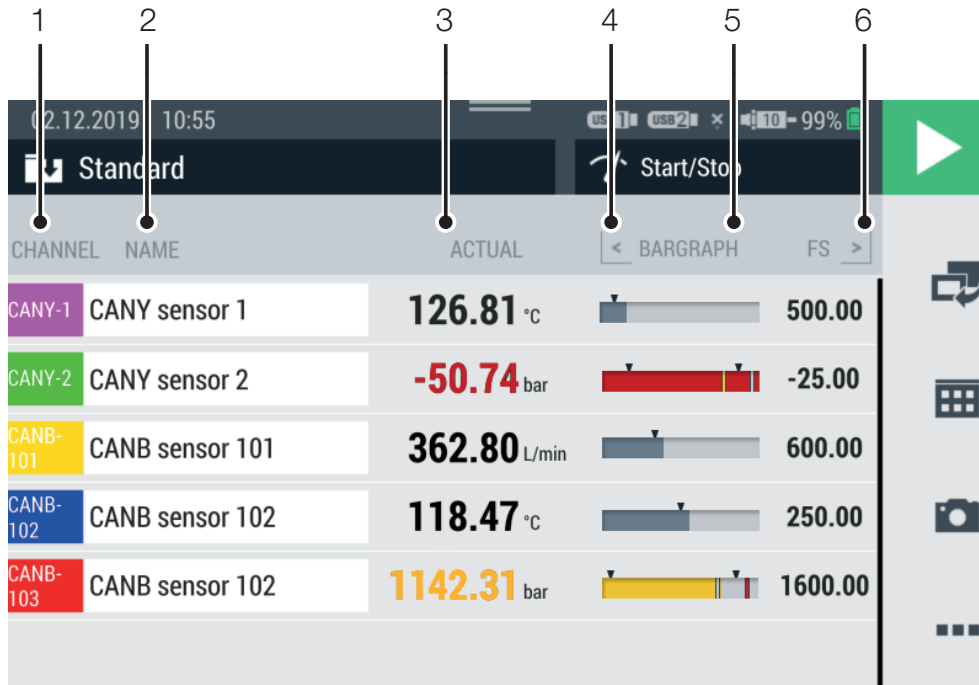 1 2 3 4 5 6
02.12.2019 10:55 USB1 USB2 10 99%
Standard Start/Stop
CHANNEL NAME ACTUAL < BARGRAPH FS >
CANY-1 CANY sensor 1 126.81 °C 500.00
CANY-2 CANY sensor 2 -50.74 bar -25.00
CANB-101 CANB sensor 101 362.80 L/min 600.00
CANB-102 CANB sensor 102 118.47 °C 250.00
CANB-103 CANB sensor 102 1142.31 bar 1600.00